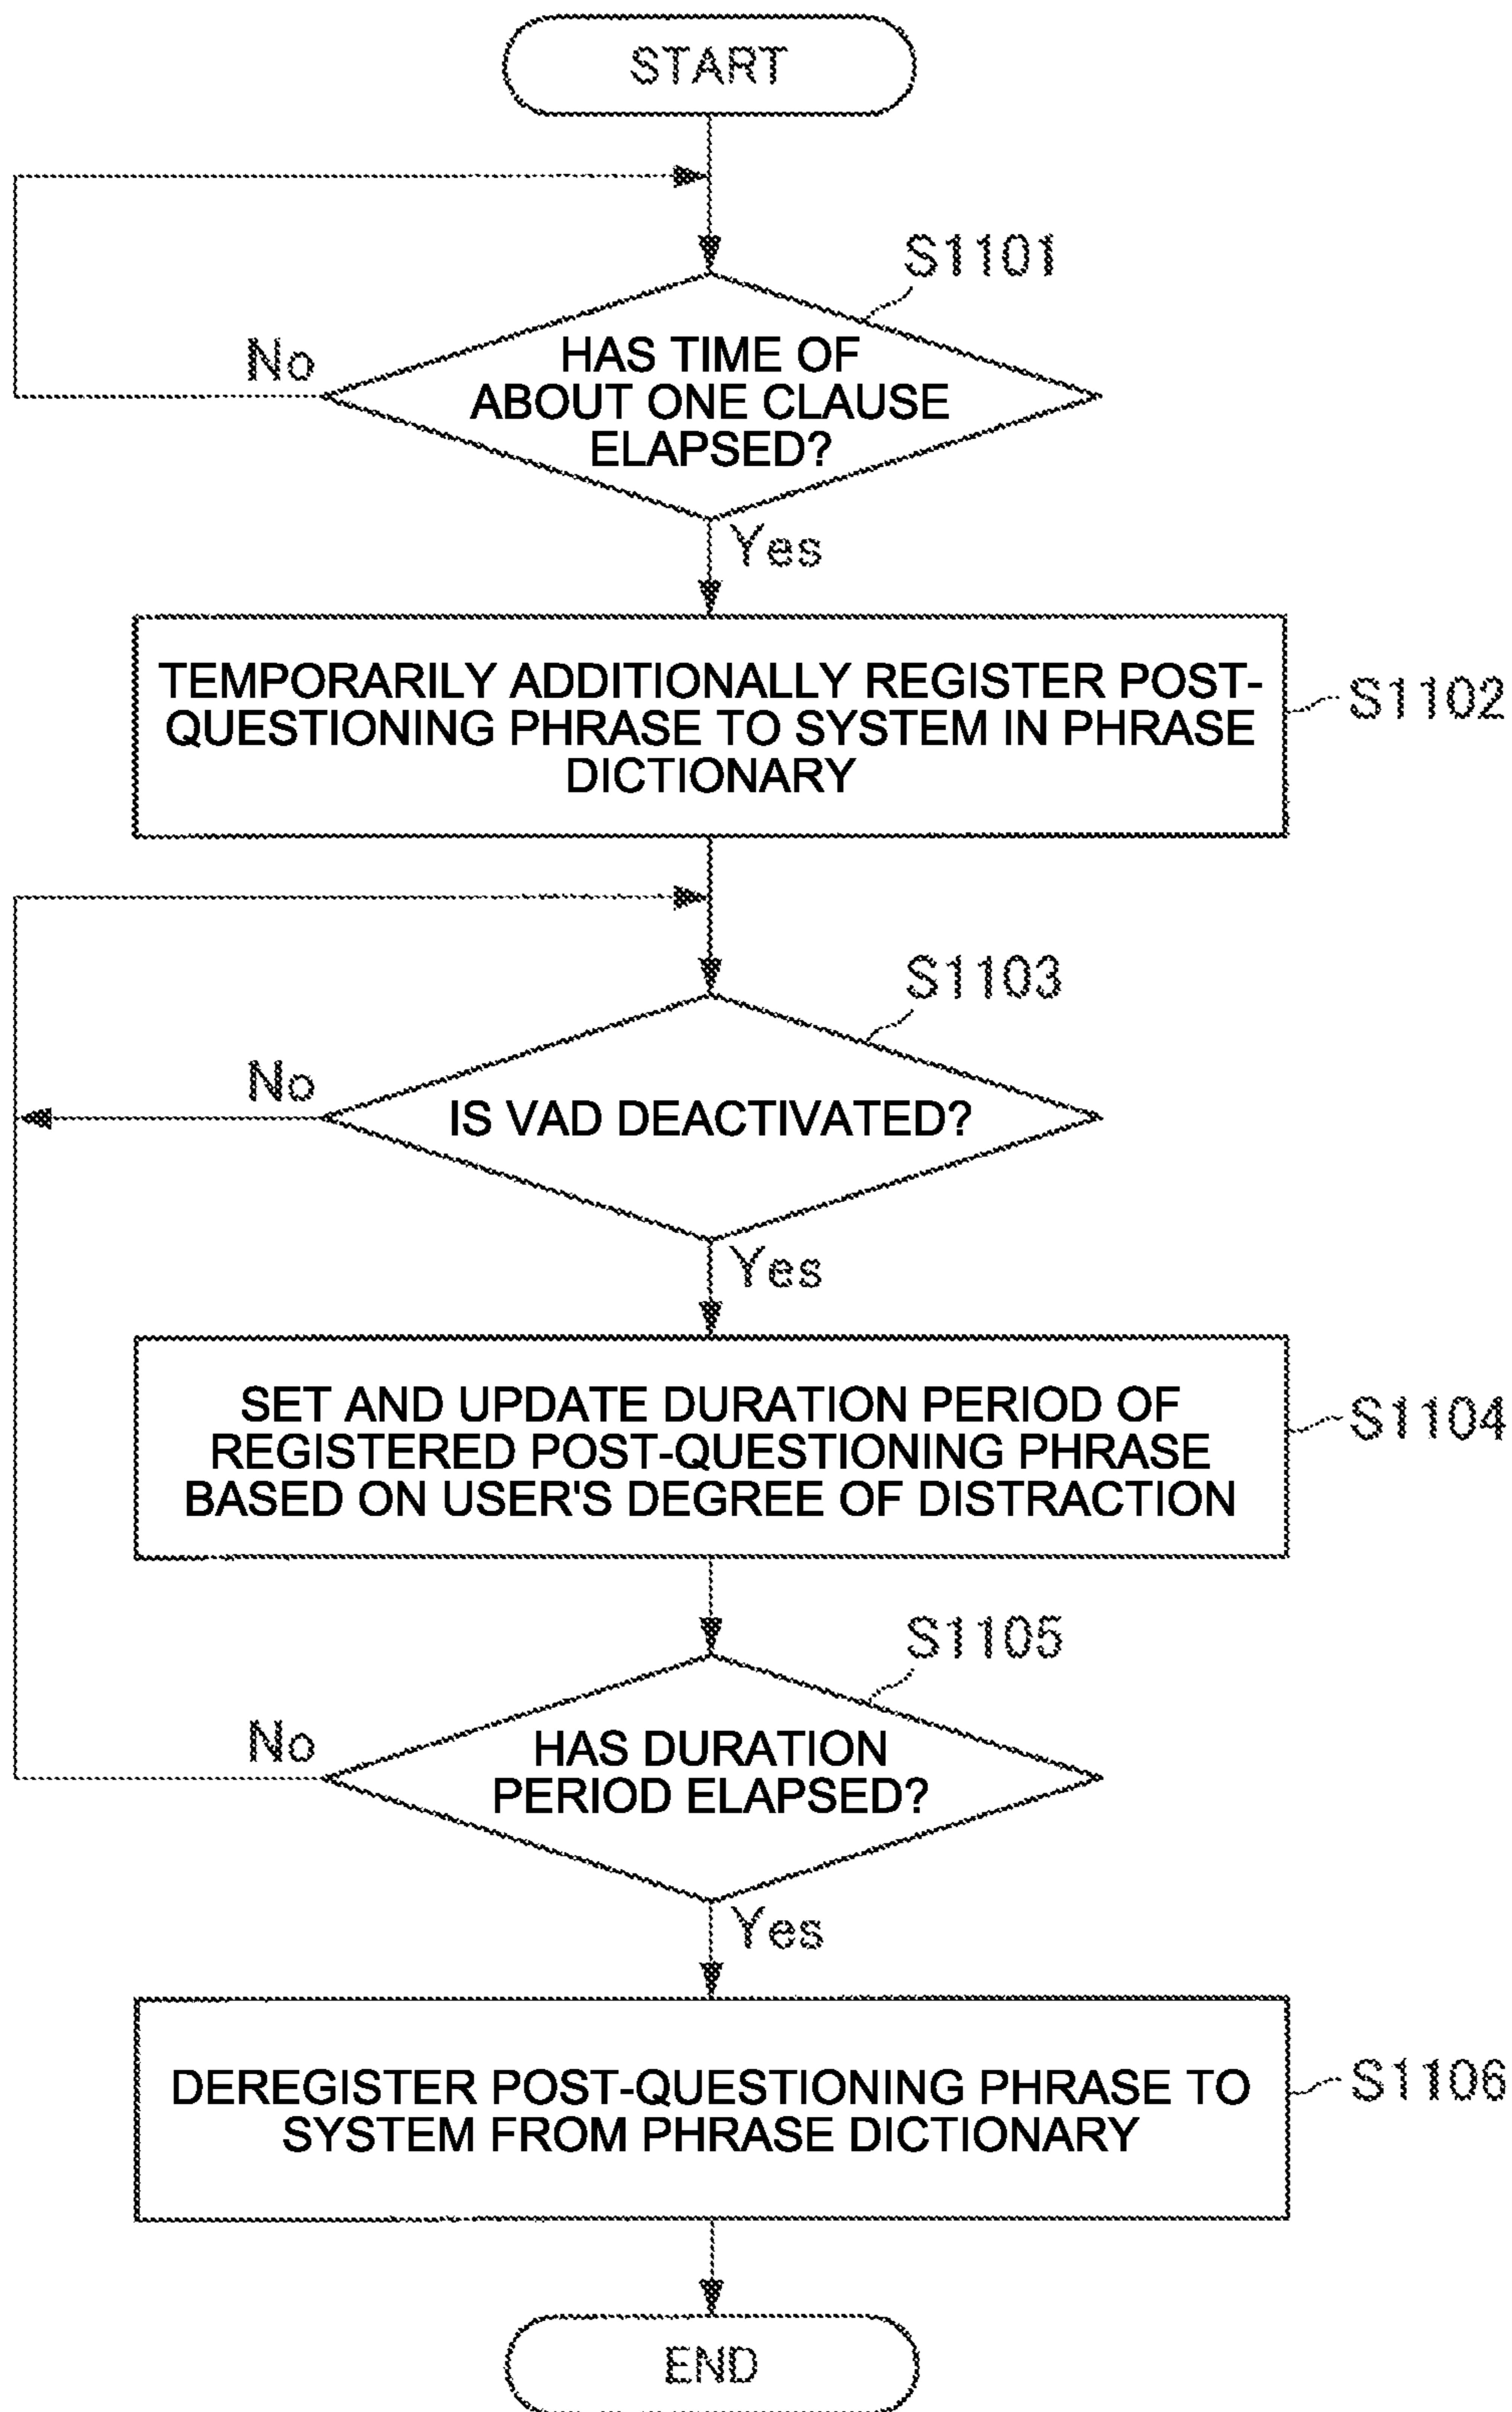 START
S1101
HAS TIME OF
ABOUT ONE CLAUSE
ELAPSED?
No
Yes
TEMPORARILY ADDITIONALLY REGISTER POST-
QUESTIONING PHRASE TO SYSTEM IN PHRASE
DICTIONARY
S1102
S1103
No
IS VAD DEACTIVATED?
Yes
SET AND UPDATE DURATION PERIOD OF
REGISTERED POST-QUESTIONING PHRASE
BASED ON USER'S DEGREE OF DISTRACTION
S1104
S1105
No
HAS DURATION
PERIOD ELAPSED?
Yes
DEREGISTER POST-QUESTIONING PHRASE TO
SYSTEM FROM PHRASE DICTIONARY
S1106
END